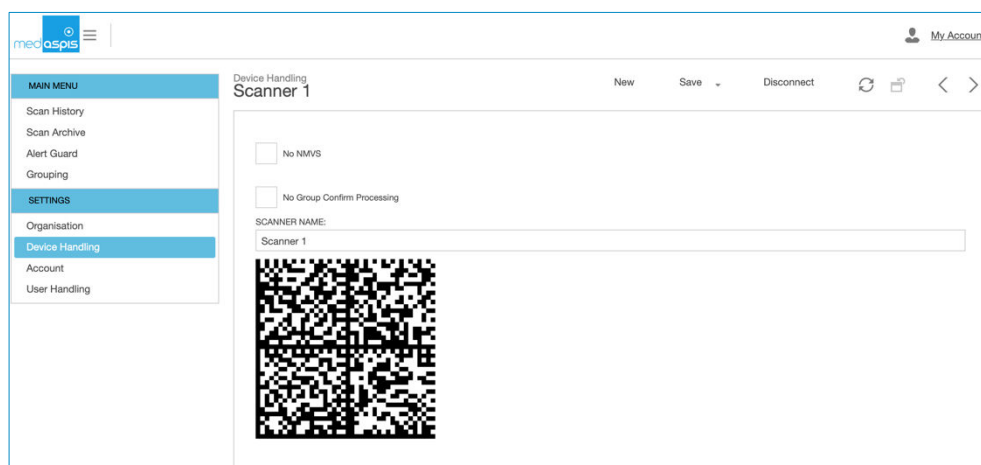 medaspis
My Accoun
MAIN MENU
Scan History
Scan Archive
Alert Guard
Grouping
SETTINGS
Organisation
Device Handling
Account
User Handling
Device Handling
Scanner 1
New Save Disconnect
No NMVS
No Group Confirm Processing
SCANNER NAME:
Scanner 1